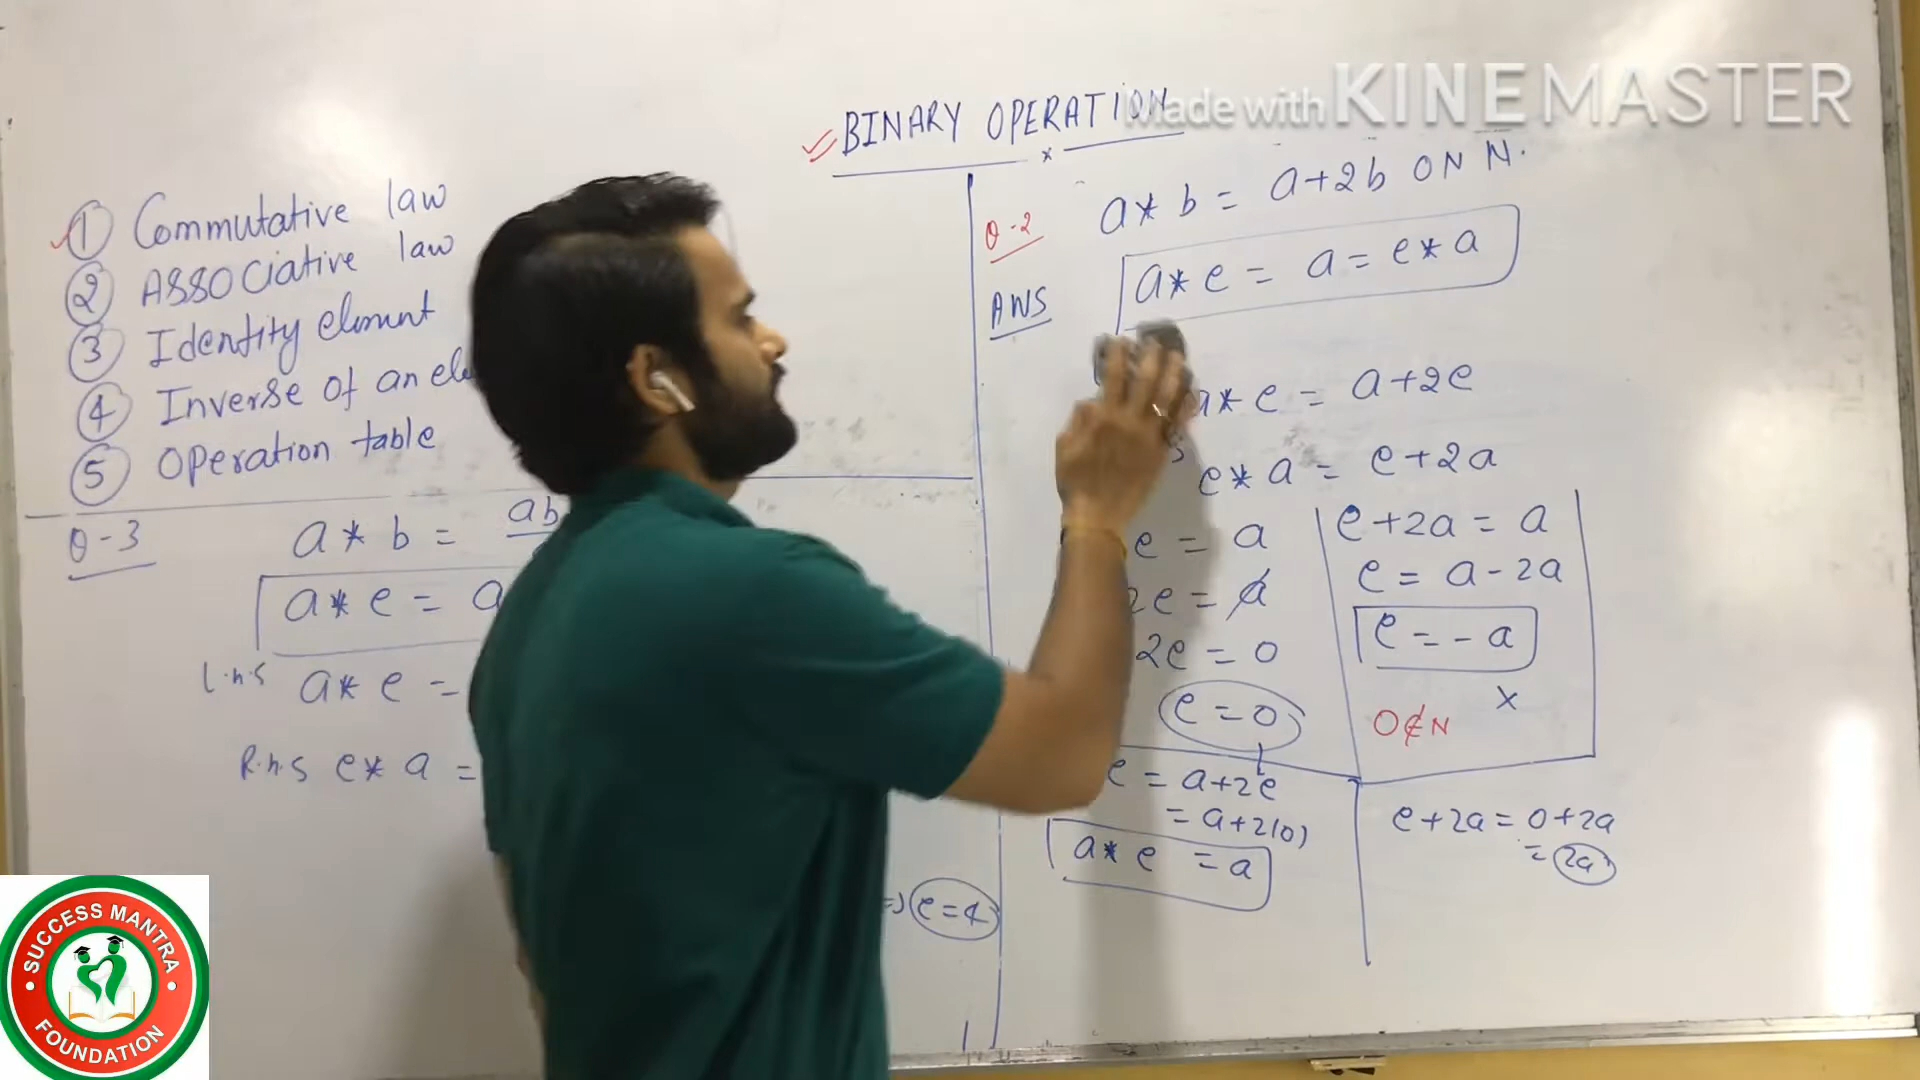 Made with KINEMASTER
BINARY OPERATION
x
1 Commutative law
2 Associative law
3 Identity elment
4 Inverse of an ele
5 Operation table
Q-3
a * b = ab
a * e = a
L.h.S a * e =
R.h.S e * a =
=) e = 4
Q-2 a * b = a+2b ON N.
ANS a * e = a = e * a
a * e = a+2e
e * a = e+2a
e = a
2e = a
2e = 0
e = 0
e+2a = a
e = a-2a
e = -a
x
0∉N
e = a+2e
= a+2(0)
a * e = a
e+2a = 0+2a
= 2a
SUCCESS MANTRA
FOUNDATION